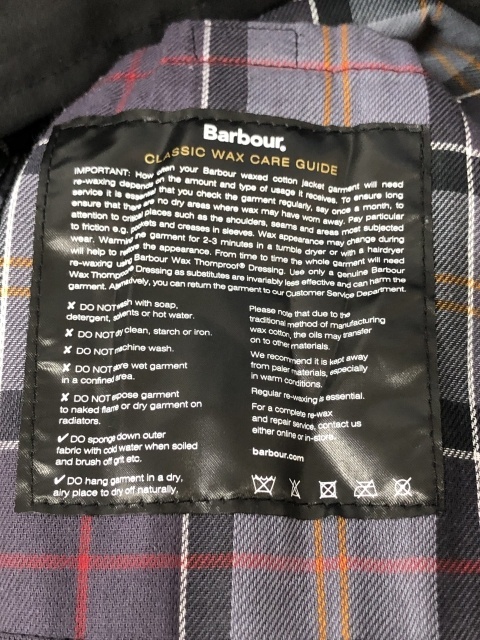 Barbour.
CLASSIC WAX CARE GUIDE
IMPORTANT: How often your Barbour waxed cotton jacket garment will need
re-waxing depends on the amount and type of usage it receives. To ensure long
service it is essential that you check the garment regularly, say once a month, to
ensure that there are no dry areas where wax may have worn away. Pay particular
attention to critical places such as the shoulders, seams and areas most subjected
to friction e.g. pockets and creases in sleeves. Wax appearance may change during
wear. Warming the garment for 2-3 minutes in a tumble dryer or with a hairdryer
will help to restore the appearance. From time to time the whole garment will need
re-waxing using Barbour Wax Thornproof® Dressing. Use only a genuine Barbour
Wax Thornproof® Dressing as substitutes are invariably less effective and can harm the
garment. Alternatively, you can return the garment to our Customer Service Department.
✘ DO NOT wash with soap,
detergent, solvents or hot water.
✘ DO NOT dry clean, starch or iron.
✘ DO NOT machine wash.
✘ DO NOT store wet garment
in a confined area.
✘ DO NOT expose garment
to naked flame or dry garment on
radiators.
✔ DO sponge down outer
fabric with cold water when soiled
and brush off grit etc.
✔ DO hang garment in a dry,
airy place to dry off naturally.
Please note that due to the
traditional method of manufacturing
wax cotton, the oils may transfer
on to other materials.
We recommend it is kept away
from paler materials, especially
in warm conditions.
Regular re-waxing is essential.
For a complete re-wax
and repair service, contact us
either online or in-store.
barbour.com